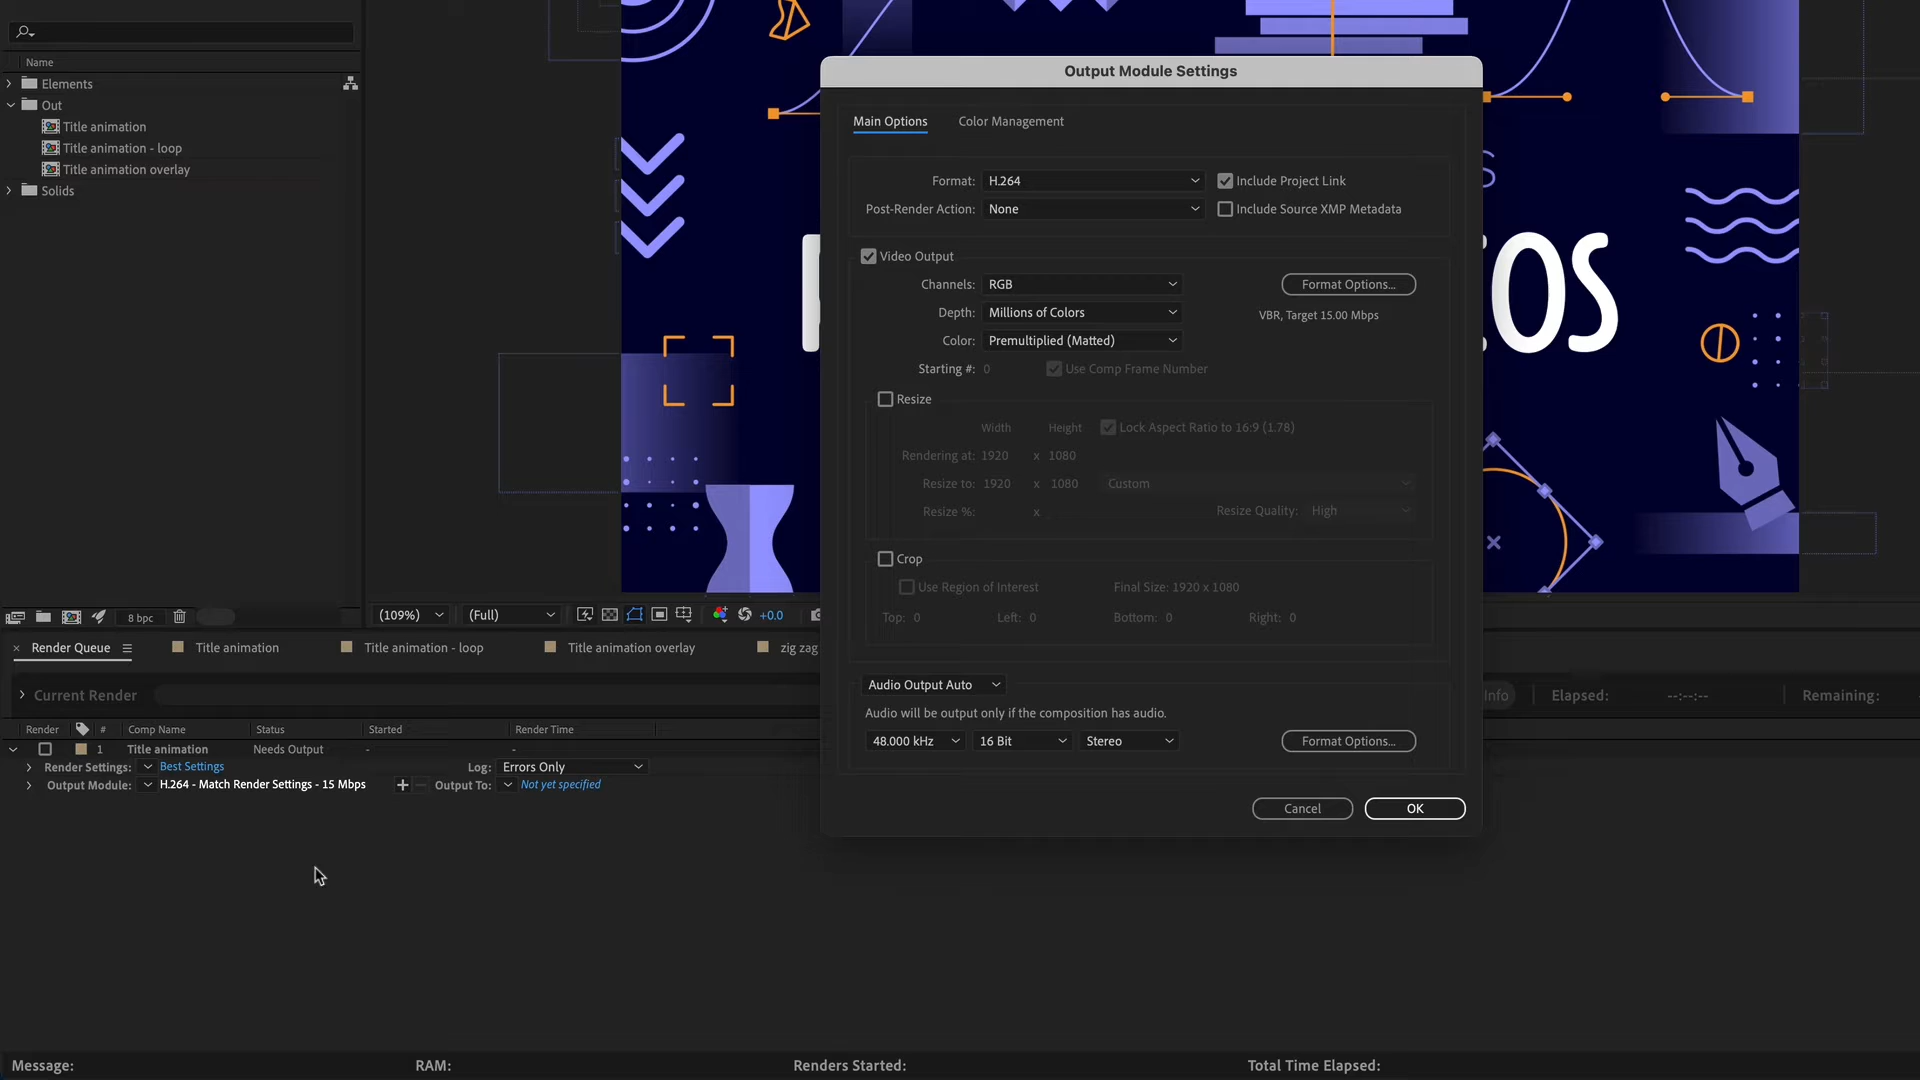 Name
Elements
Out
Title animation
Title animation - loop
Title animation overlay
Solids
8 bpc
(109%)
(Full)
+0.0
OS
Output Module Settings
Main Options
Color Management
Format: H.264
Include Project Link
Post-Render Action: None
Include Source XMP Metadata
Video Output
Channels: RGB
Format Options...
Depth: Millions of Colors
VBR, Target 15.00 Mbps
Color: Premultiplied (Matted)
Starting #: 0
Use Comp Frame Number
Resize
Width Height
Lock Aspect Ratio to 16:9 (1.78)
Rendering at: 1920 x 1080
Resize to: 1920 x 1080 Custom
Resize %: x
Resize Quality: High
Crop
Use Region of Interest
Final Size: 1920 x 1080
Top: 0 Left: 0 Bottom: 0 Right: 0
Audio Output Auto
Audio will be output only if the composition has audio.
48.000 kHz 16 Bit Stereo
Format Options...
Cancel OK
Render Queue
Title animation
Title animation - loop
Title animation overlay
zig zag
Current Render
Info
Elapsed: --:--:--
Remaining:
Render # Comp Name Status Started Render Time
1 Title animation Needs Output - -
Render Settings: Best Settings
Log: Errors Only
Output Module: H.264 - Match Render Settings - 15 Mbps
Output To: Not yet specified
Message: RAM: Renders Started: Total Time Elapsed: